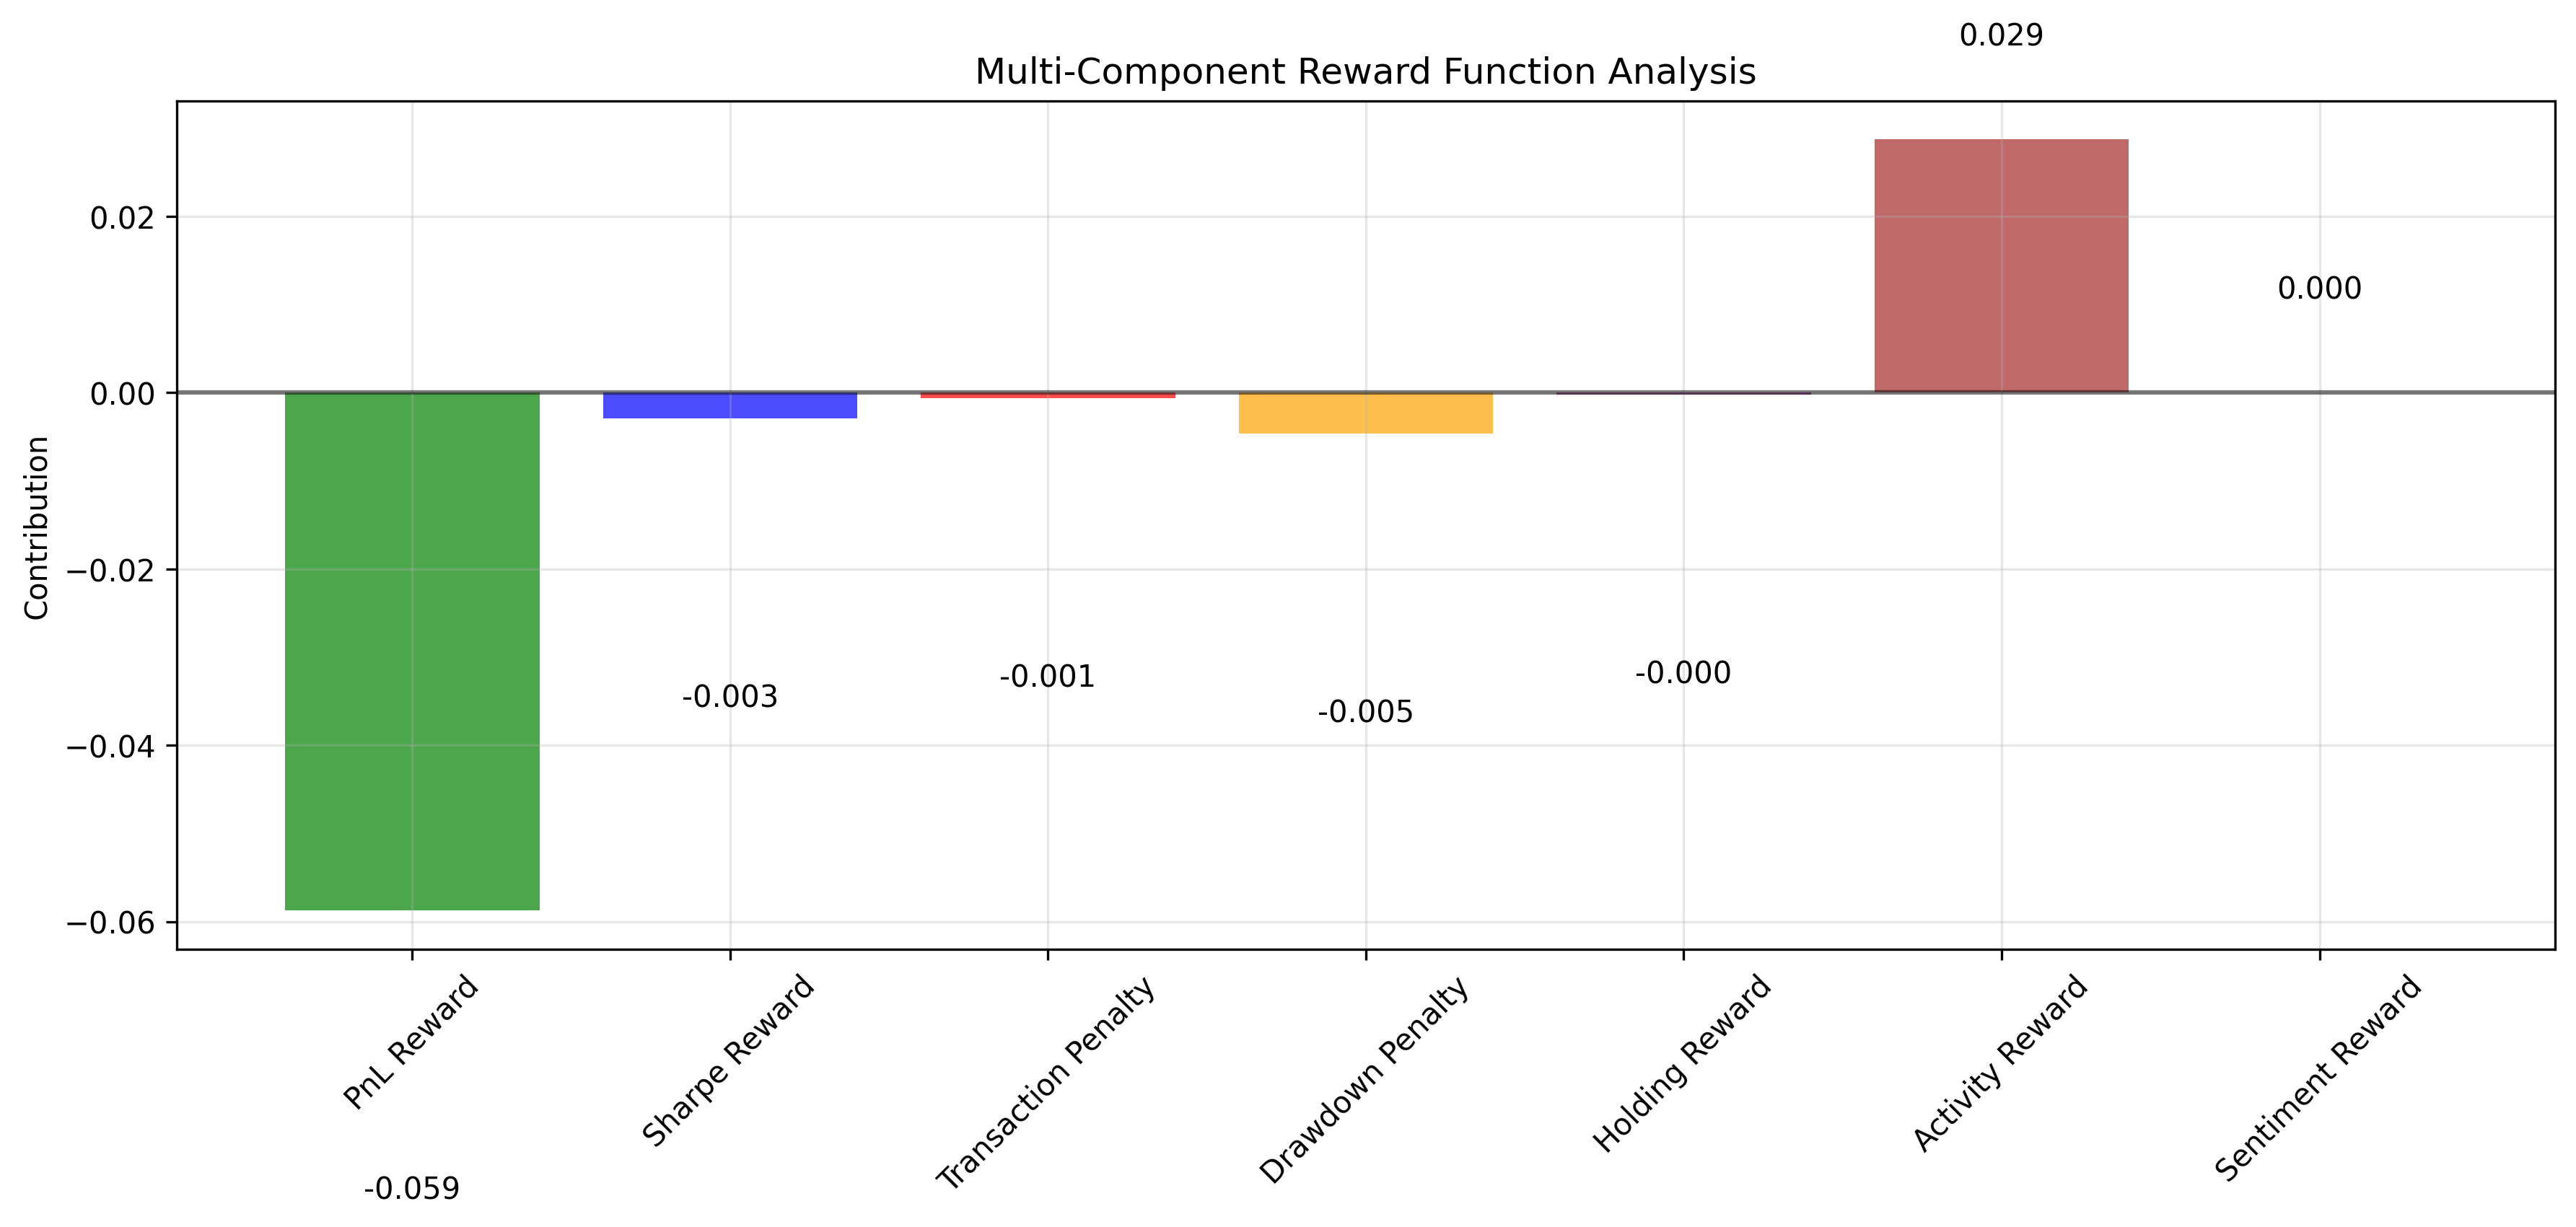 0.029
Multi-Component Reward Function Analysis
0.02
0.00
−0.02
−0.04
−0.06
Contribution
0.000
-0.003
-0.001
-0.005
-0.000
PnL Reward
Sharpe Reward
Transaction Penalty
Drawdown Penalty
Holding Reward
Activity Reward
Sentiment Reward
-0.059